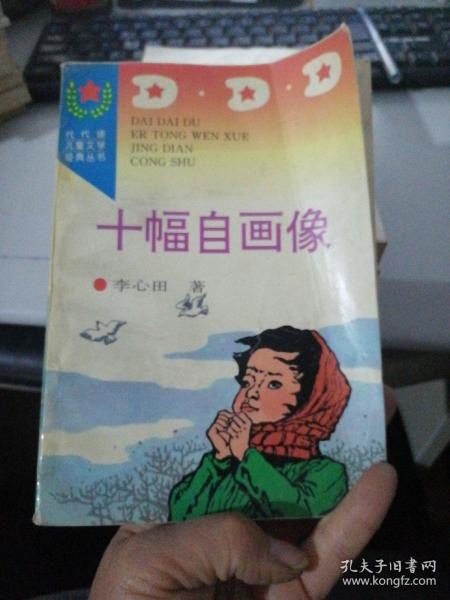 D·D·D
代代读
儿童文学
经典丛书
DAI DAI DU
ER TONG WEN XUE
JING DIAN
CONG SHU
十幅自画像
李心田 著
孔夫子旧书网
www.kongfz.com